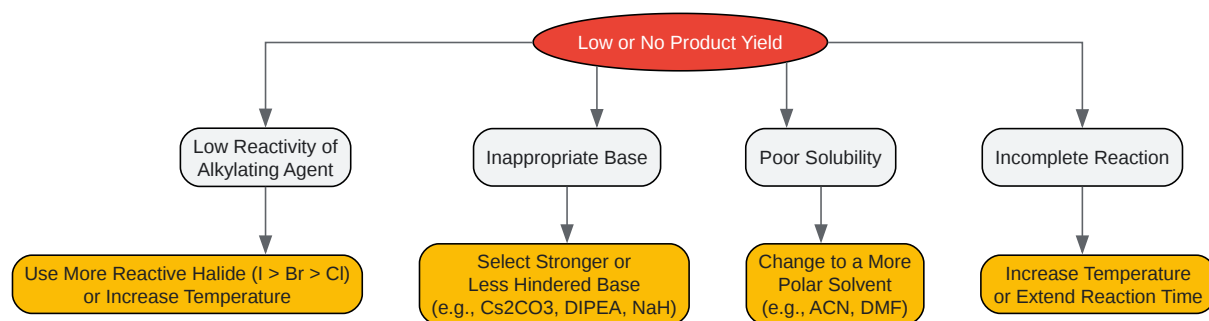 Low or No Product Yield
Low Reactivity of
Alkylating Agent
Inappropriate Base
Poor Solubility
Incomplete Reaction
Use More Reactive Halide (I > Br > Cl)
or Increase Temperature
Select Stronger or
Less Hindered Base
(e.g., Cs2CO3, DIPEA, NaH)
Change to a More
Polar Solvent
(e.g., ACN, DMF)
Increase Temperature
or Extend Reaction Time